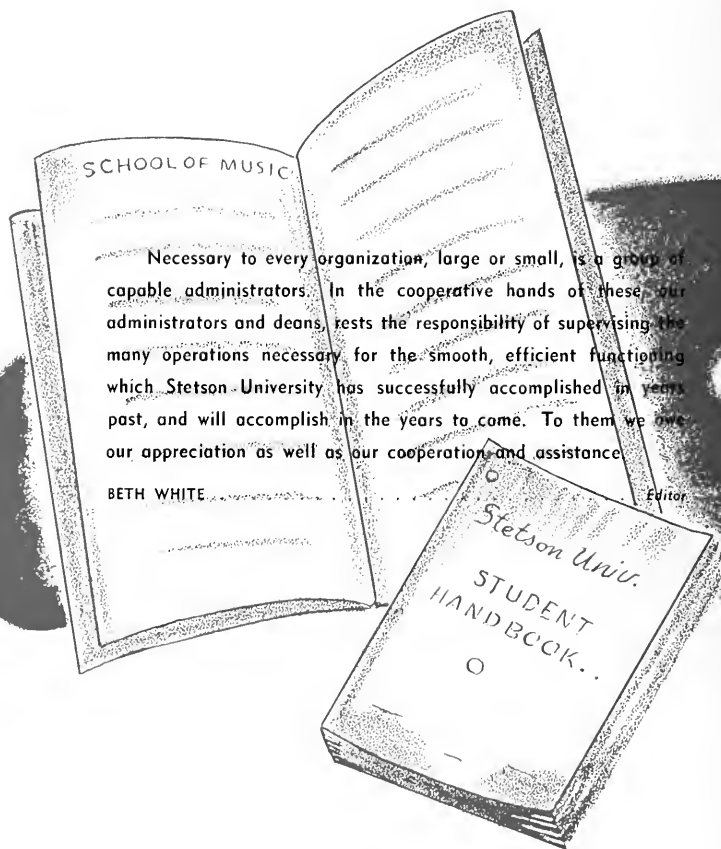 SCHOOL OF MUSIC
Necessary to every organization, large or small, is a group of
capable administrators. In the cooperative hands of these, our
administrators and deans, rests the responsibility of supervising the
many operations necessary for the smooth, efficient functioning
which Stetson University has successfully accomplished in years
past, and will accomplish in the years to come. To them we owe
our appreciation as well as our cooperation and assistance.
BETH WHITE . . . . . . . . . . . . . . . . Editor
Stetson Univ.
STUDENT
HANDBOOK..